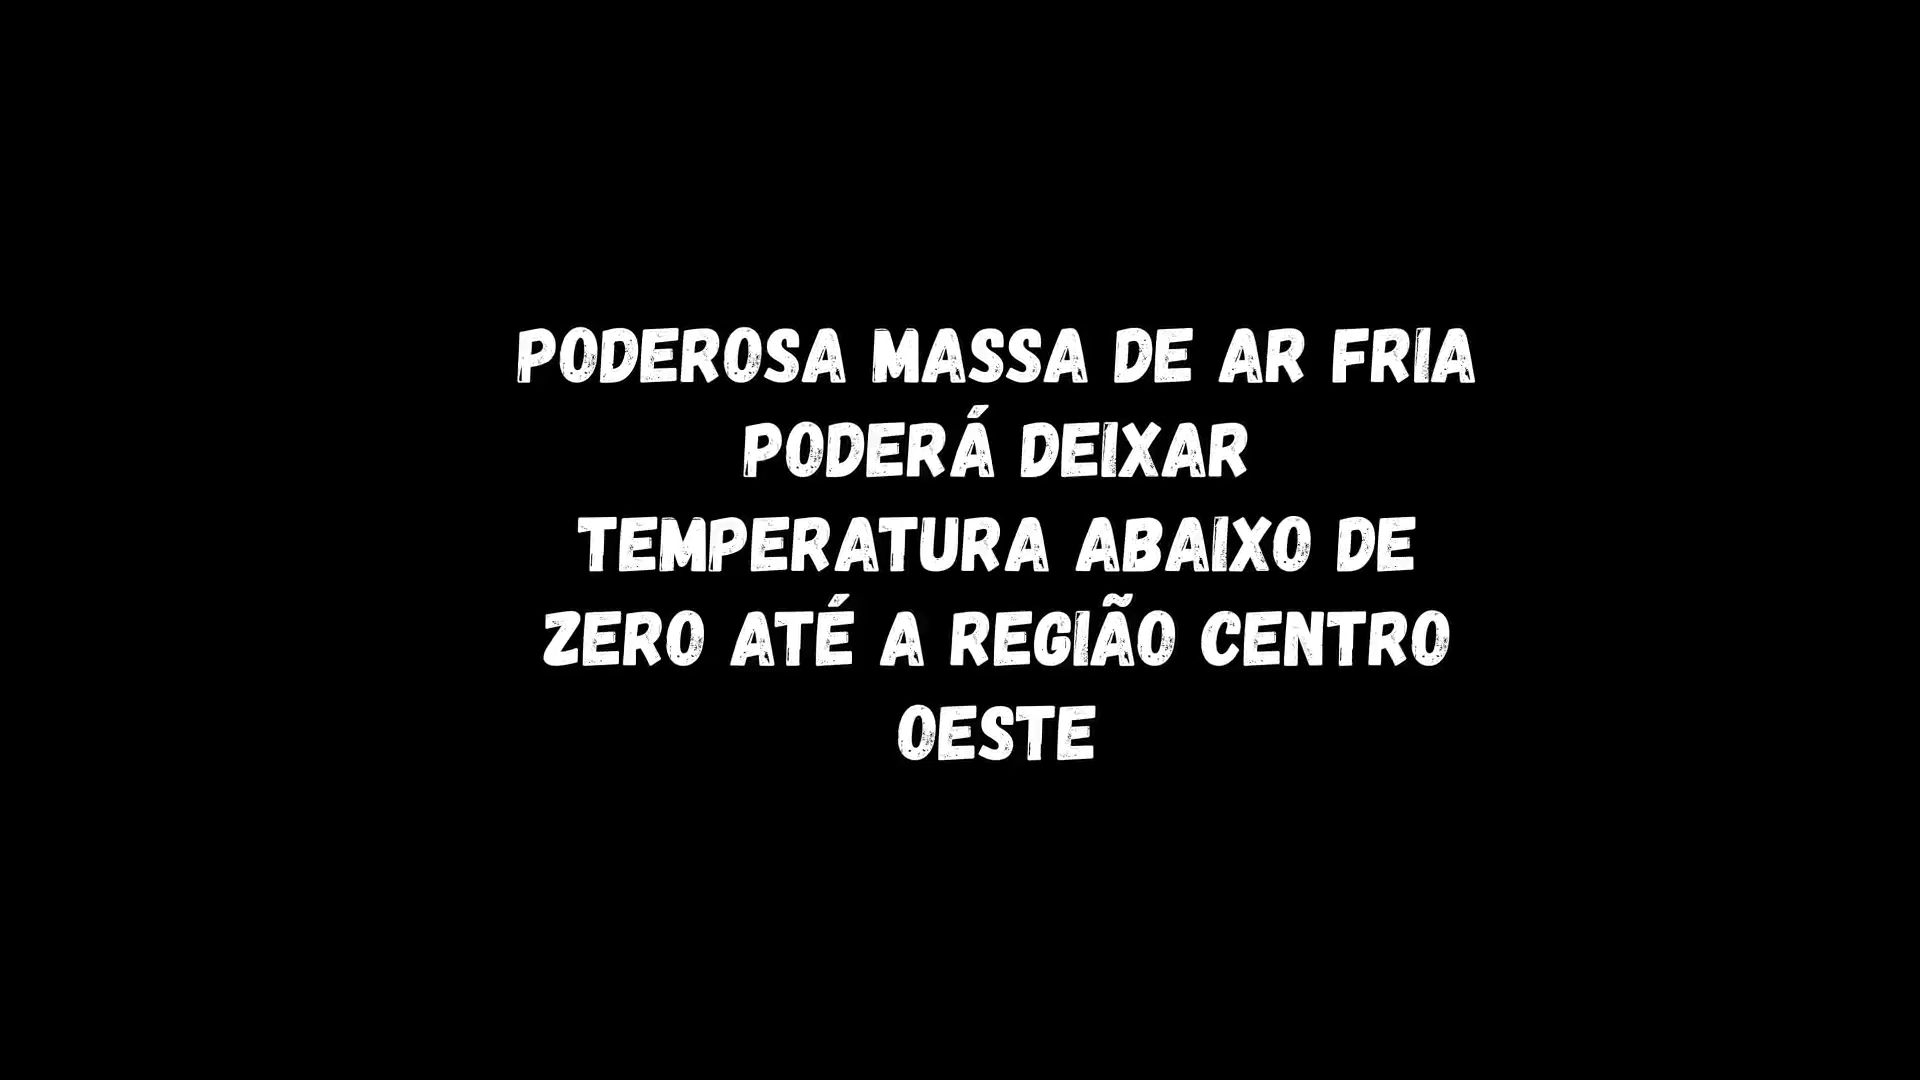 PODEROSA MASSA DE AR FRIA
PODERÁ DEIXAR
TEMPERATURA ABAIXO DE
ZERO ATÉ A REGIÃO CENTRO
OESTE